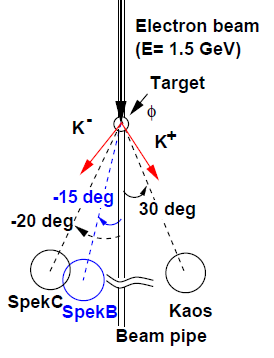 Electron beam
(E= 1.5 GeV)
Target
ϕ
K-
K+
-15 deg
30 deg
-20 deg
SpekC
SpekB
Kaos
Beam pipe